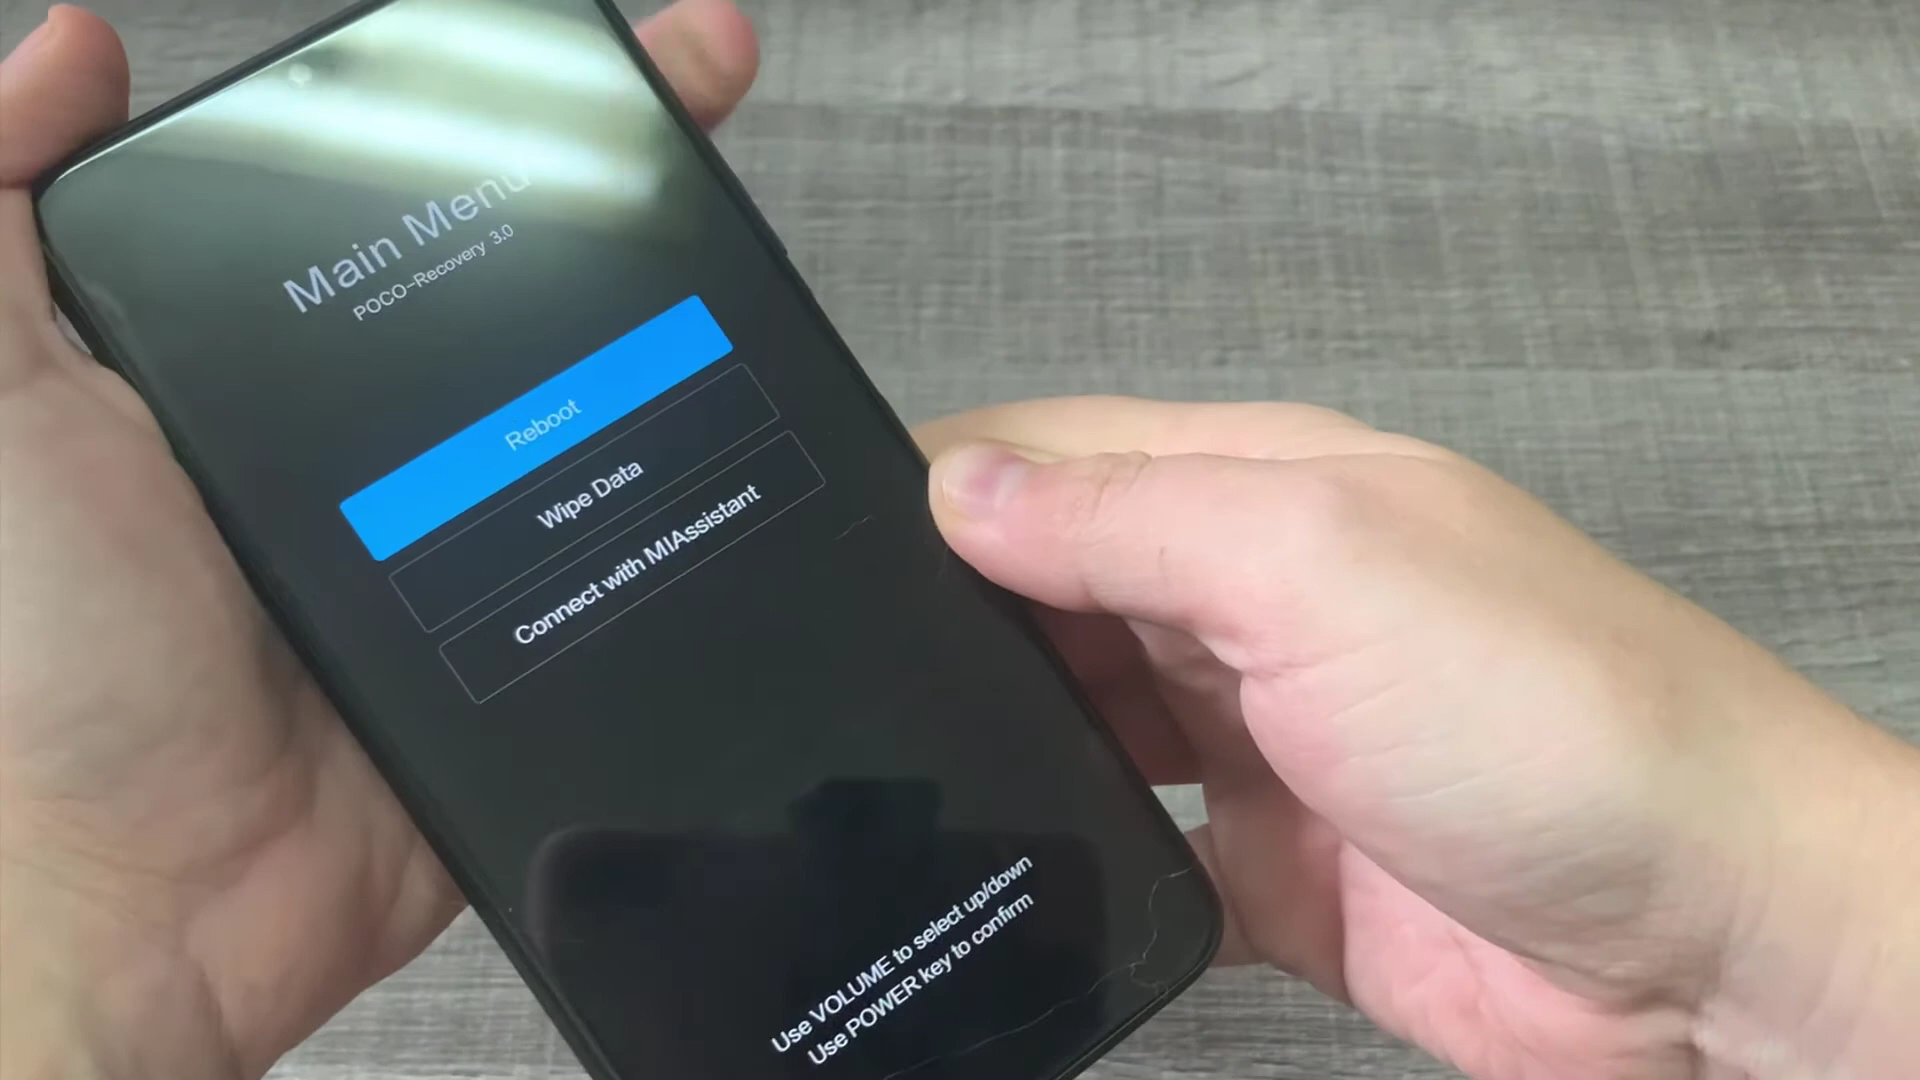 Main Menu
POCO-Recovery 3.0
Reboot
Wipe Data
Connect with MIAssistant
Use VOLUME to select up/down
Use POWER key to confirm